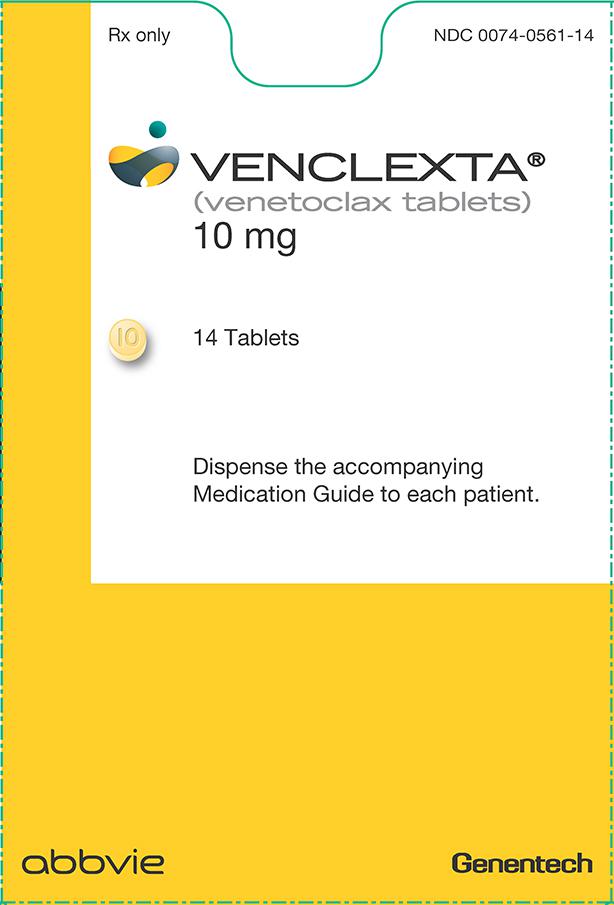 Rx only
NDC 0074-0561-14
VENCLEXTA®
(venetoclax tablets)
10 mg
10
14 Tablets
Dispense the accompanying
Medication Guide to each patient.
abbvie
Genentech